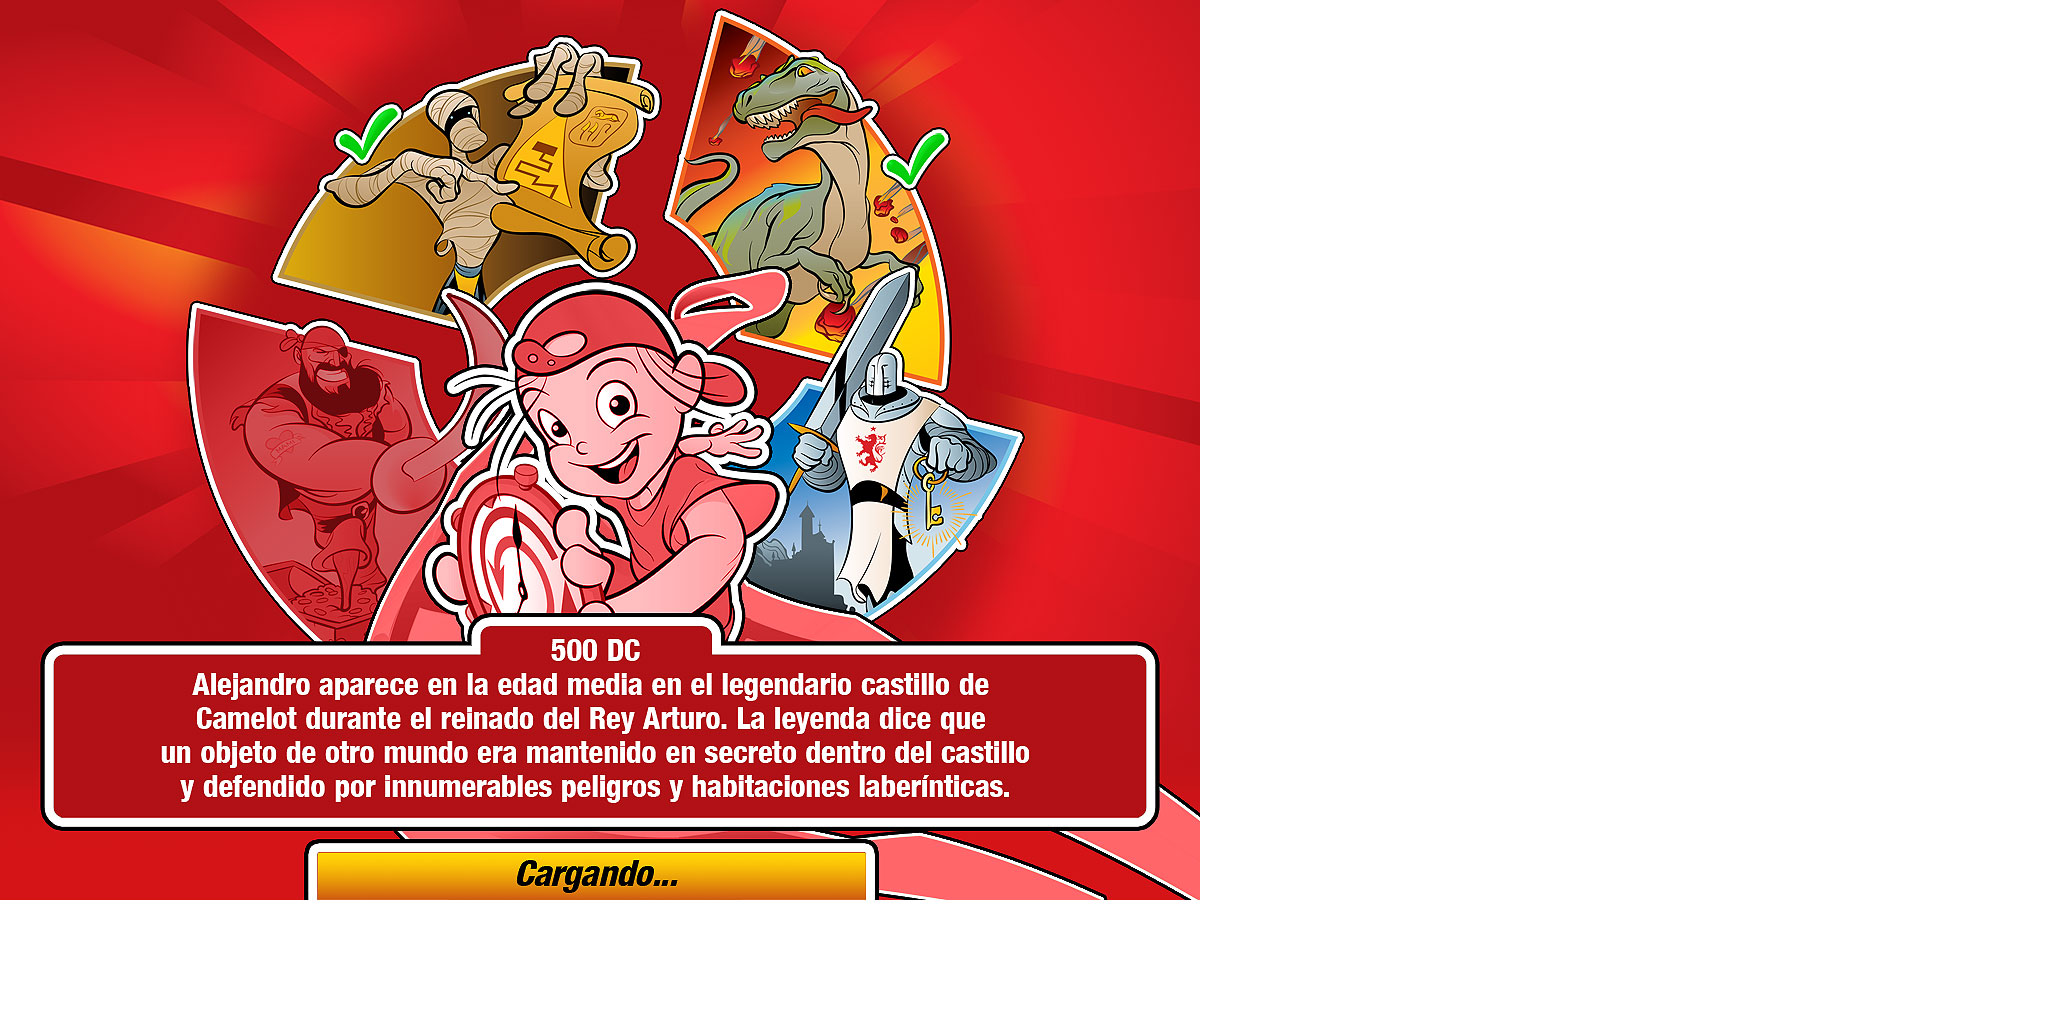 500 DC
Alejandro aparece en la edad media en el legendario castillo de
Camelot durante el reinado del Rey Arturo. La leyenda dice que
un objeto de otro mundo era mantenido en secreto dentro del castillo
y defendido por innumerables peligros y habitaciones laberínticas.
Cargando...